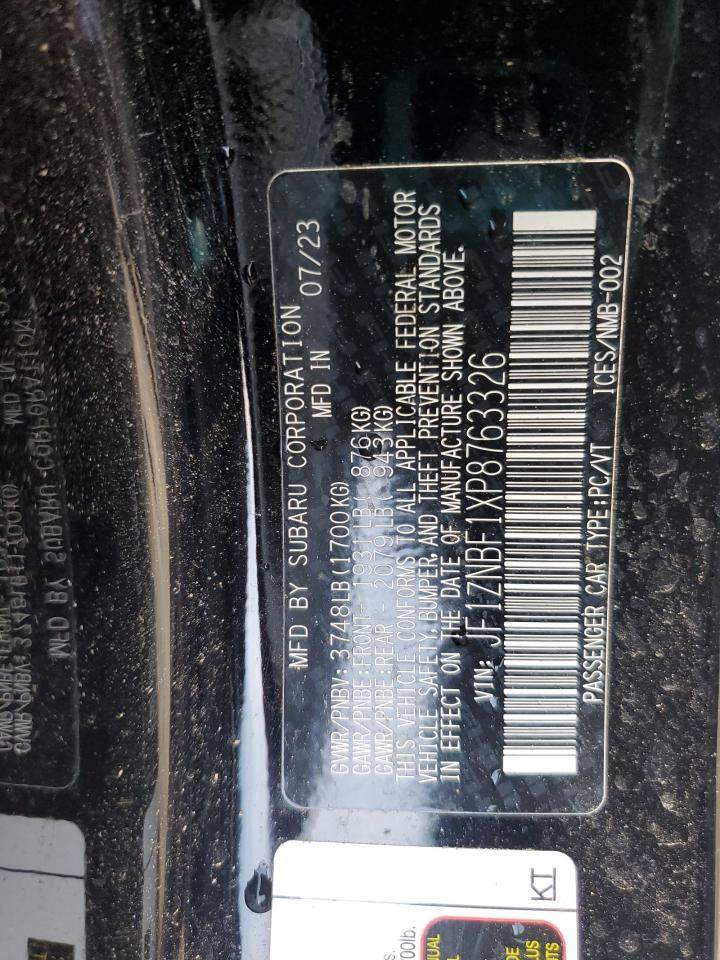 MFD BY SUBARU CORPORATION
MFD IN 07/23
GVWR/PNBV: 3748LB(1700KG)
GAWR/PNBE:FRONT- 1931LB( 876KG)
GAWR/PNBE:REAR - 2079LB( 943KG)
THIS VEHICLE CONFORMS TO ALL APPLICABLE FEDERAL MOTOR
VEHICLE SAFETY, BUMPER, AND THEFT PREVENTION STANDARDS
IN EFFECT ON THE DATE OF MANUFACTURE SHOWN ABOVE.
VIN: JF1ZNBF1XP8763326
PASSENGER CAR TYPE:PC/VT ICES/NMB-002
KT